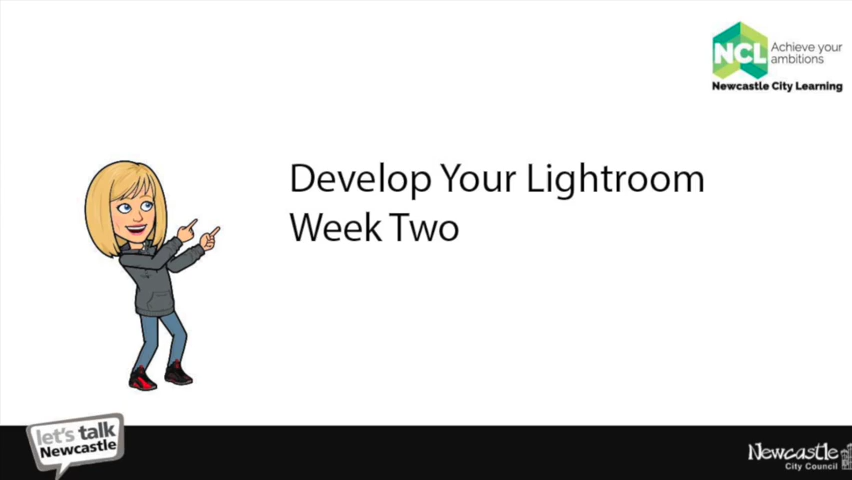 NCL
Achieve your
ambitions
Newcastle City Learning
Develop Your Lightroom
Week Two
let's talk
Newcastle
Newcastle
City Council